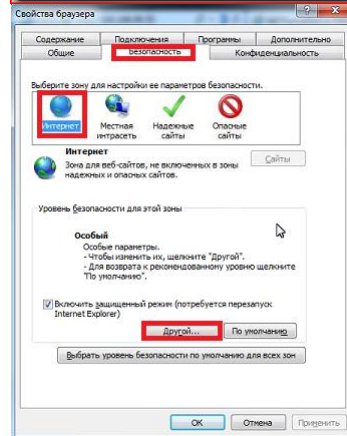 Свойства браузера
Содержание Подключения Программы Дополнительно
Общие Безопасность Конфиденциальность
Выберите зону для настройки ее параметров безопасности.
Интернет Местная интрасеть Надежные сайты Опасные сайты
Интернет
Зона для веб-сайтов, не включенных в зоны
надежных и опасных сайтов.
Сайты
Уровень безопасности для этой зоны
Особый
Особые параметры.
- Чтобы изменить их, щелкните "Другой".
- Для возврата к рекомендованному уровню щелкните
"По умолчанию".
Включить защищенный режим (потребуется перезапуск
Internet Explorer)
Другой... По умолчанию
Выбрать уровень безопасности по умолчанию для всех зон
OK Отмена Применить